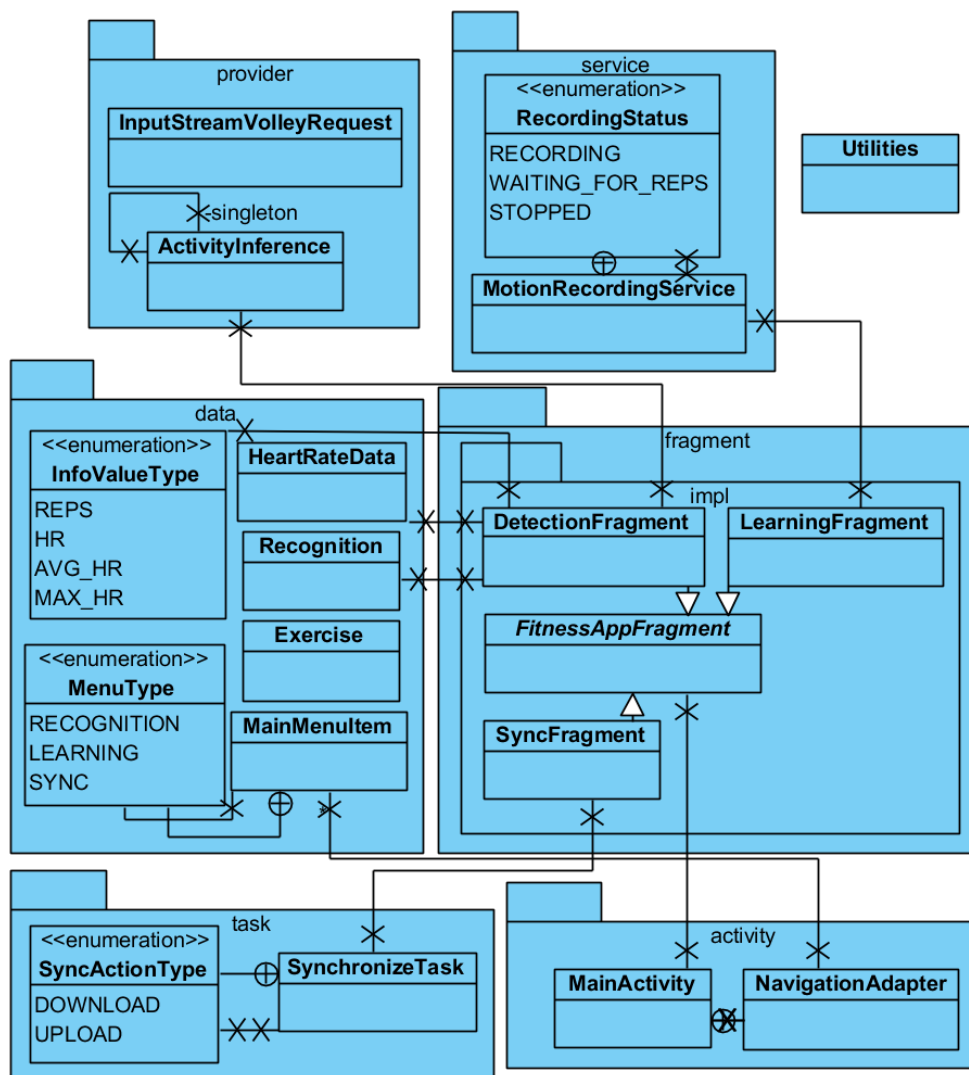 provider
InputStreamVolleyRequest
-singleton
ActivityInference
service
<<enumeration>>
RecordingStatus
RECORDING
WAITING_FOR_REPS
STOPPED
MotionRecordingService
Utilities
data
<<enumeration>>
InfoValueType
REPS
HR
AVG_HR
MAX_HR
HeartRateData
Recognition
Exercise
<<enumeration>>
MenuType
RECOGNITION
LEARNING
SYNC
MainMenuItem
*
fragment
impl
DetectionFragment
LearningFragment
FitnessAppFragment
SyncFragment
task
<<enumeration>>
SyncActionType
DOWNLOAD
UPLOAD
SynchronizeTask
activity
MainActivity
NavigationAdapter